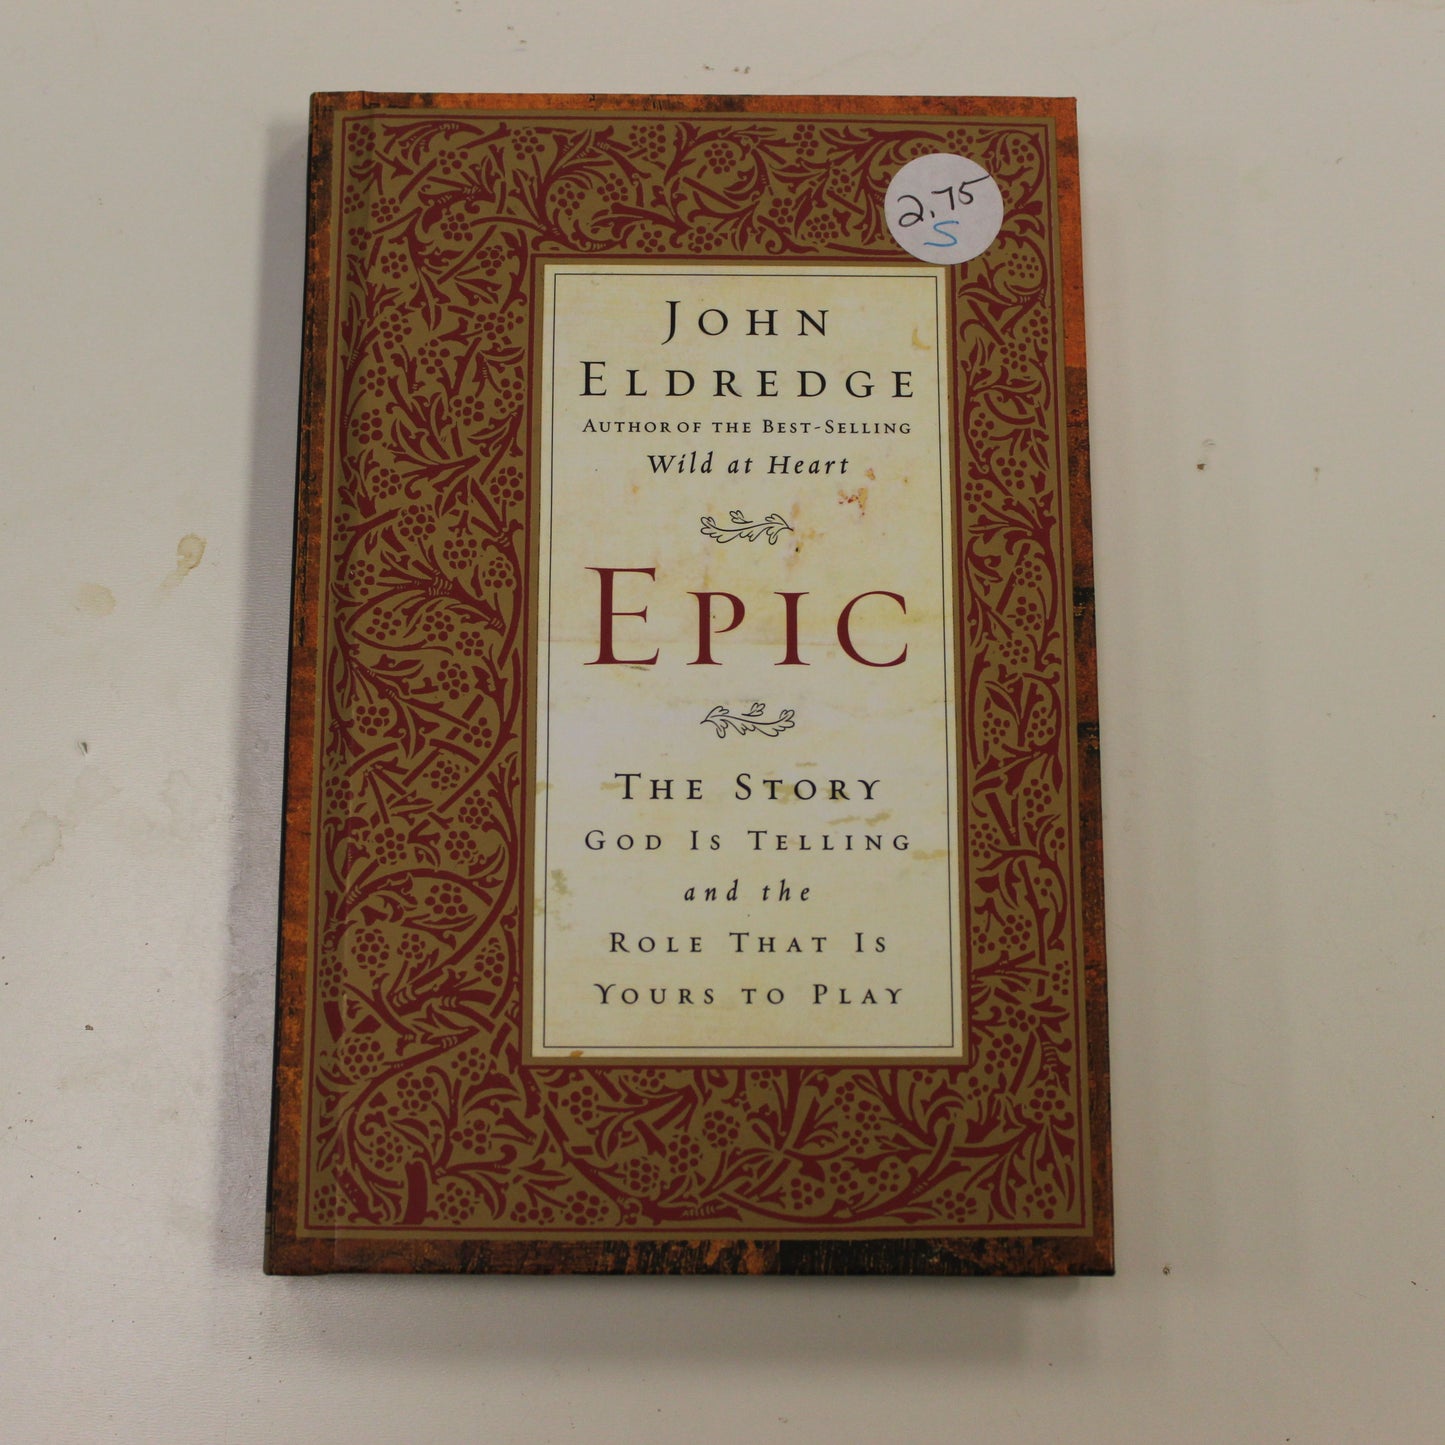 2.75
S
JOHN
ELDREDGE
AUTHOR OF THE BEST-SELLING
Wild at Heart
EPIC
THE STORY
GOD IS TELLING
and the
ROLE THAT IS
YOURS TO PLAY